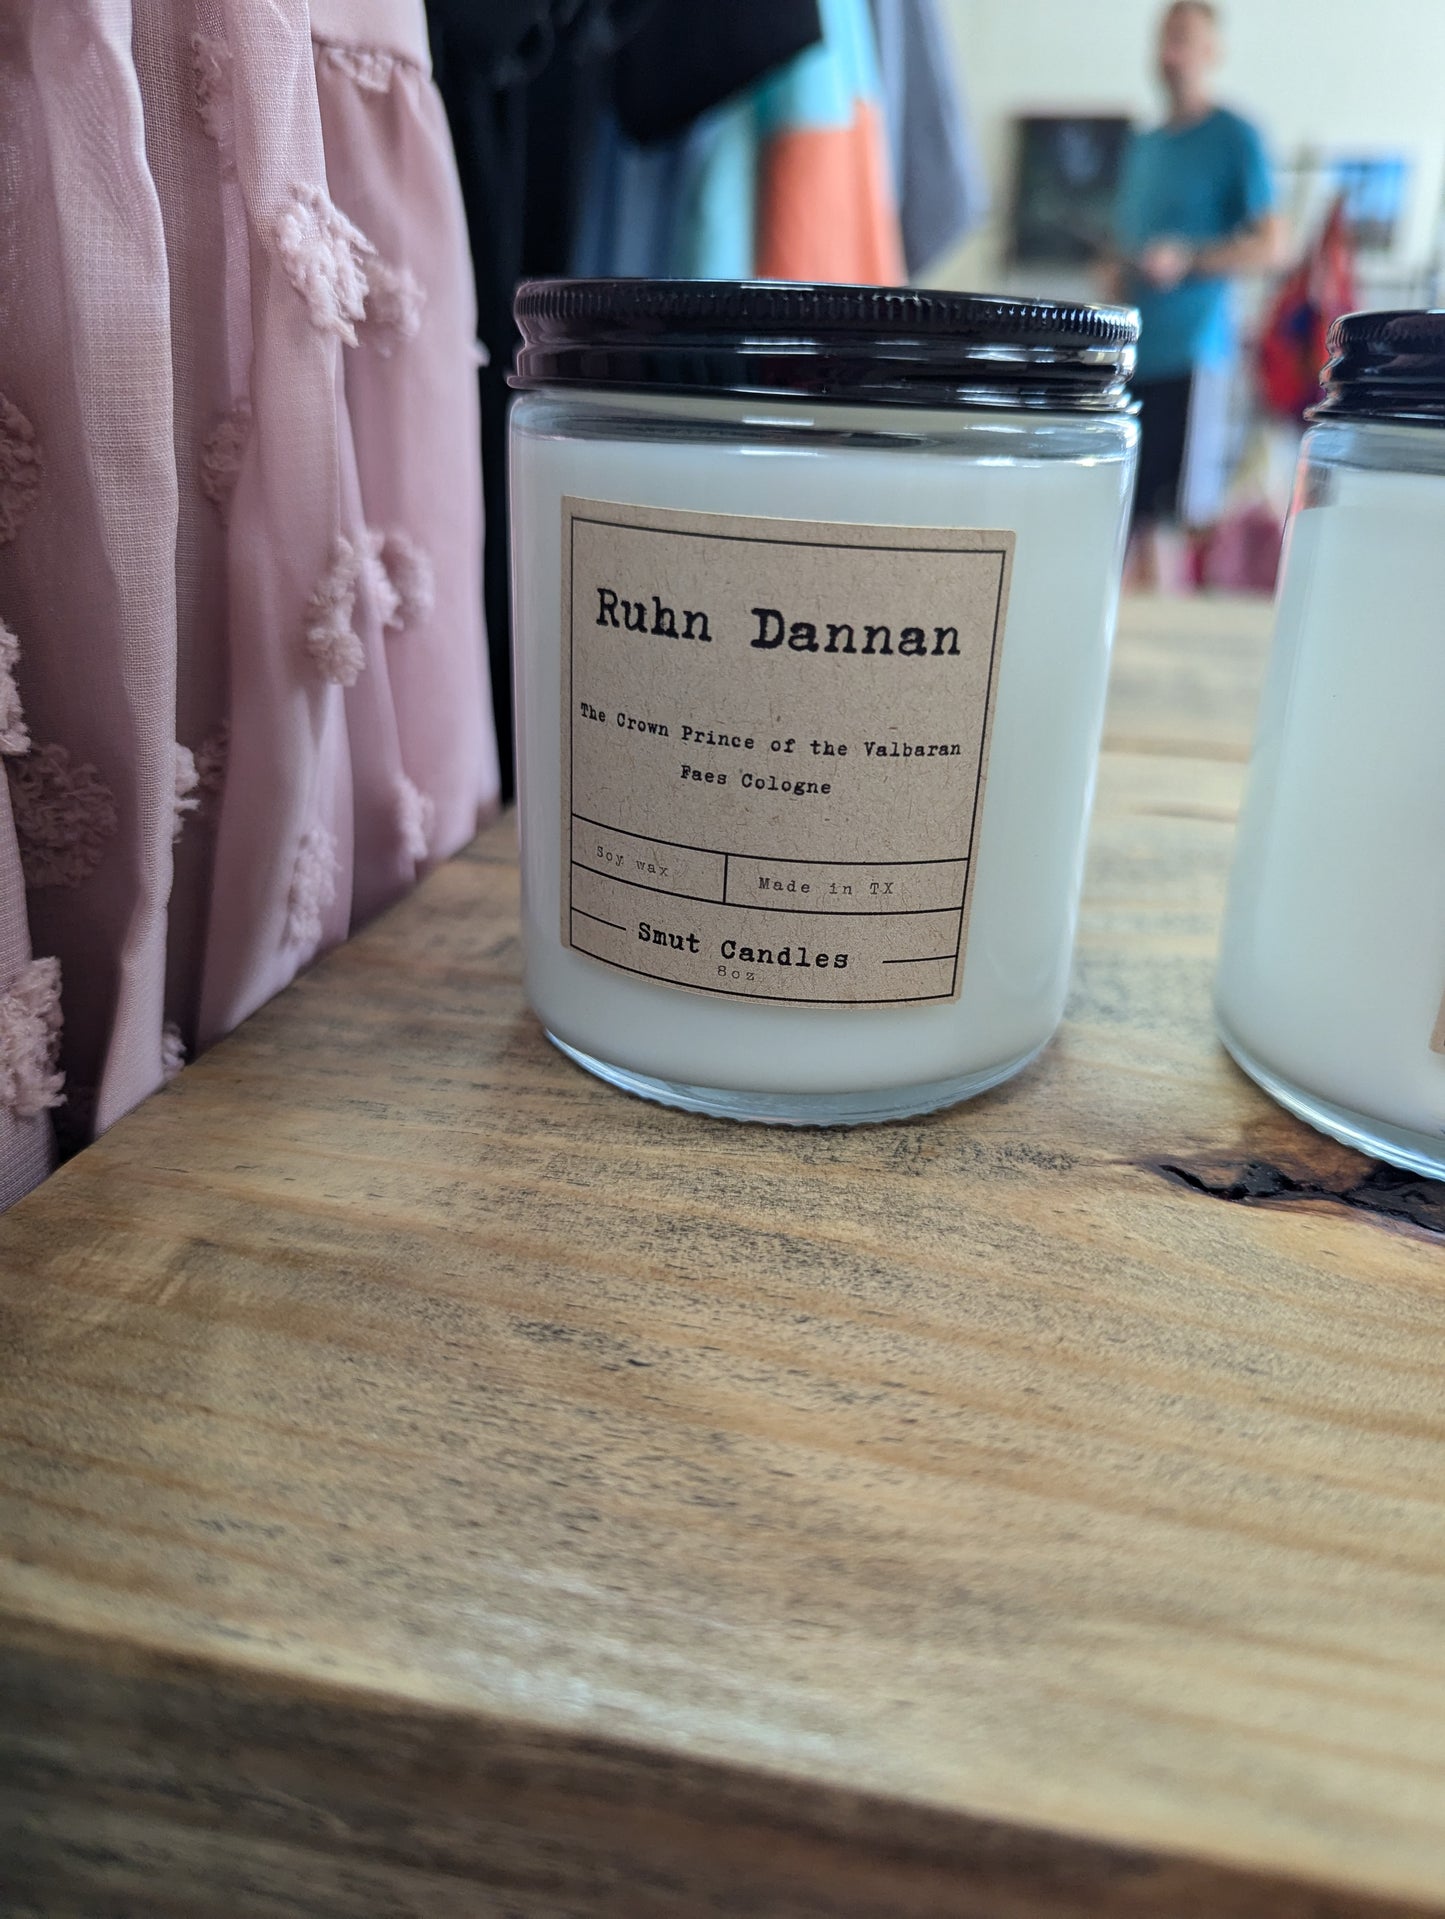 Ruhn Dannan
The Crown Prince of the Valbaran
Faes Cologne
Soy wax
Made in TX
Smut Candles
8oz